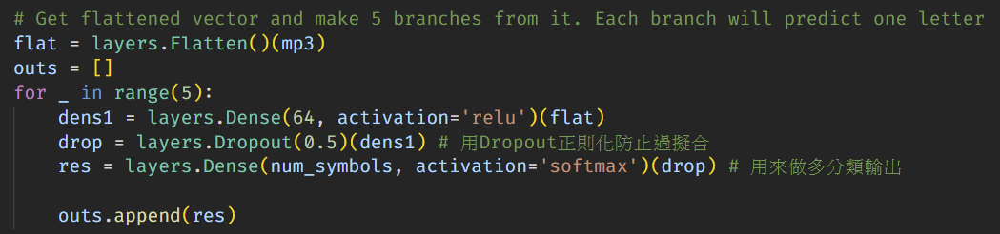 # Get flattened vector and make 5 branches from it. Each branch will predict one letter
flat = layers.Flatten()(mp3)
outs = []
for _ in range(5):
    dens1 = layers.Dense(64, activation='relu')(flat)
    drop = layers.Dropout(0.5)(dens1) # 用Dropout正則化防止過擬合
    res = layers.Dense(num_symbols, activation='softmax')(drop) # 用來做多分類輸出
    outs.append(res)